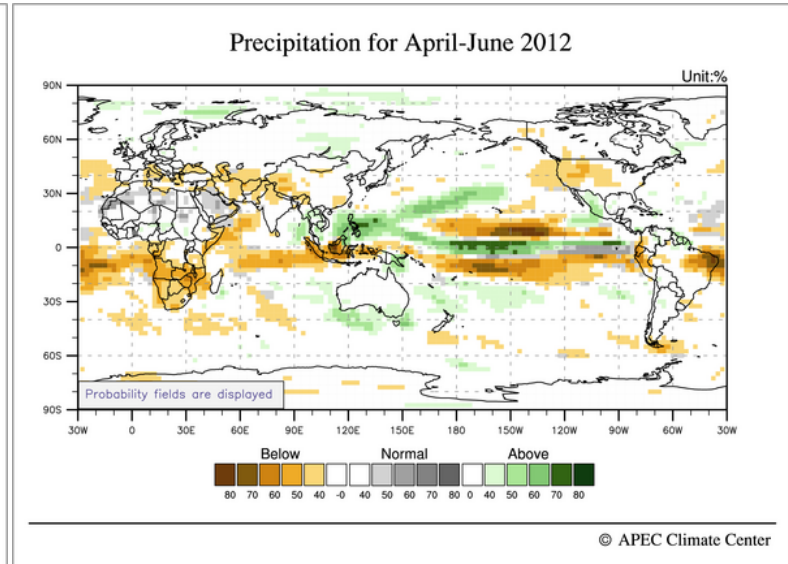 Precipitation for April-June 2012
Unit:%
90N
60N
30N
0
30S
60S
90S
Probability fields are displayed
30W 0 30E 60E 90E 120E 150E 180 150W 120W 90W 60W 30W
Below Normal Above
80 70 60 50 40 -0 40 50 60 70 80 0 40 50 60 70 80
© APEC Climate Center